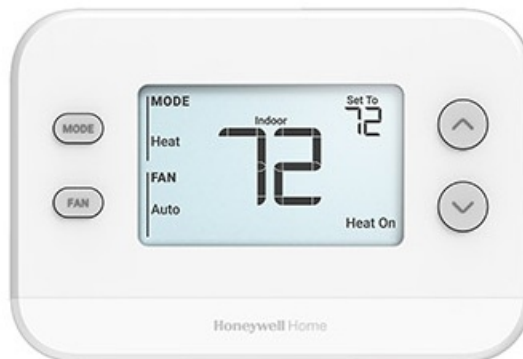 MODE
Heat
FAN
Auto
Indoor
72
Set To
72
Heat On
MODE
FAN
Honeywell Home